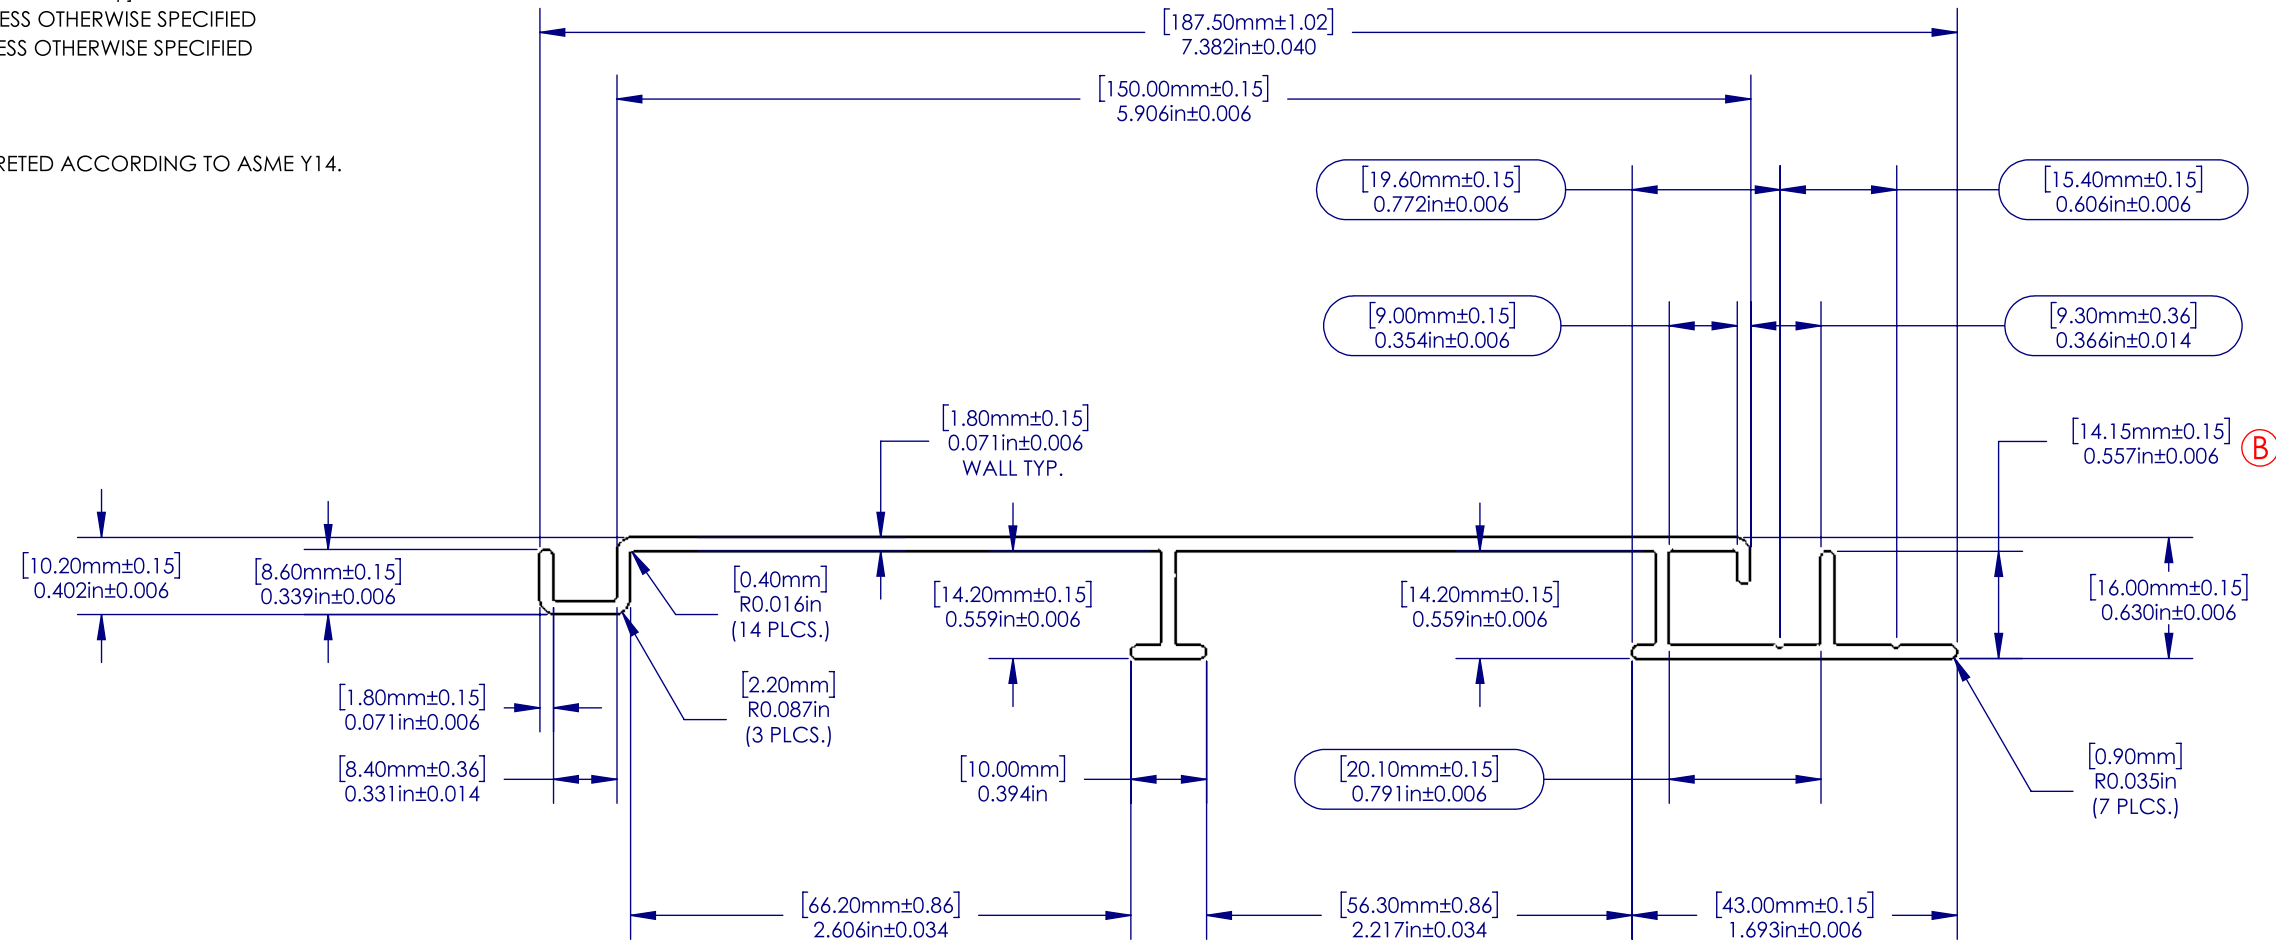 ESS OTHERWISE SPECIFIED
ESS OTHERWISE SPECIFIED
RETED ACCORDING TO ASME Y14.
[187.50mm±1.02]
7.382in±0.040
[150.00mm±0.15]
5.906in±0.006
[19.60mm±0.15]
0.772in±0.006
[15.40mm±0.15]
0.606in±0.006
[9.00mm±0.15]
0.354in±0.006
[9.30mm±0.36]
0.366in±0.014
[1.80mm±0.15]
0.071in±0.006
WALL TYP.
[14.15mm±0.15]
0.557in±0.006
B
[10.20mm±0.15]
0.402in±0.006
[8.60mm±0.15]
0.339in±0.006
[0.40mm]
R0.016in
(14 PLCS.)
[14.20mm±0.15]
0.559in±0.006
[14.20mm±0.15]
0.559in±0.006
[16.00mm±0.15]
0.630in±0.006
[1.80mm±0.15]
0.071in±0.006
[2.20mm]
R0.087in
(3 PLCS.)
[8.40mm±0.36]
0.331in±0.014
[10.00mm]
0.394in
[20.10mm±0.15]
0.791in±0.006
[0.90mm]
R0.035in
(7 PLCS.)
[66.20mm±0.86]
2.606in±0.034
[56.30mm±0.86]
2.217in±0.034
[43.00mm±0.15]
1.693in±0.006